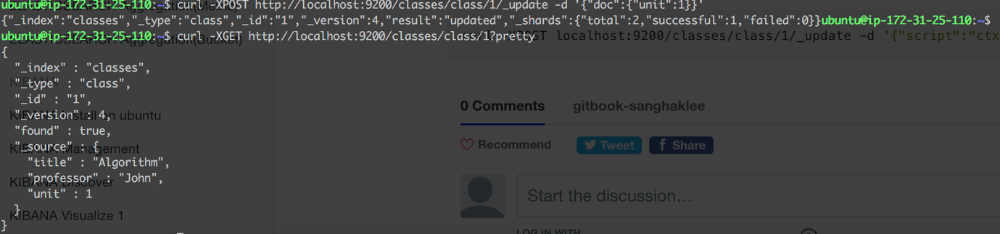 ubuntu@ip-172-31-25-110:~$ curl -XPOST http://localhost:9200/classes/class/1/_update -d '{"doc":{"unit":1}}'
{"_index":"classes","_type":"class","_id":"1","_version":4,"result":"updated","_shards":{"total":2,"successful":1,"failed":0}}ubuntu@ip-172-31-25-110:~$
ubuntu@ip-172-31-25-110:~$ curl -XGET http://localhost:9200/classes/class/1?pretty
POST localhost:9200/classes/class/1/_update -d '{"script":"ctx
Aggregation(Bucket)
{
"_index" : "classes",
"_type" : "class",
KIBANA
"_id" : "1",
"_version" : 4,
KIBANA Install on ubuntu
"found" : true,
"_source" : {
KIBANA Management
"title" : "Algorithm",
"professor" : "John",
KIBANA Discover
"unit" : 1
}
KIBANA Visualize 1
}
0 Comments
gitbook-sanghaklee
Recommend
Tweet
Share
Start the discussion…
LOG IN WITH